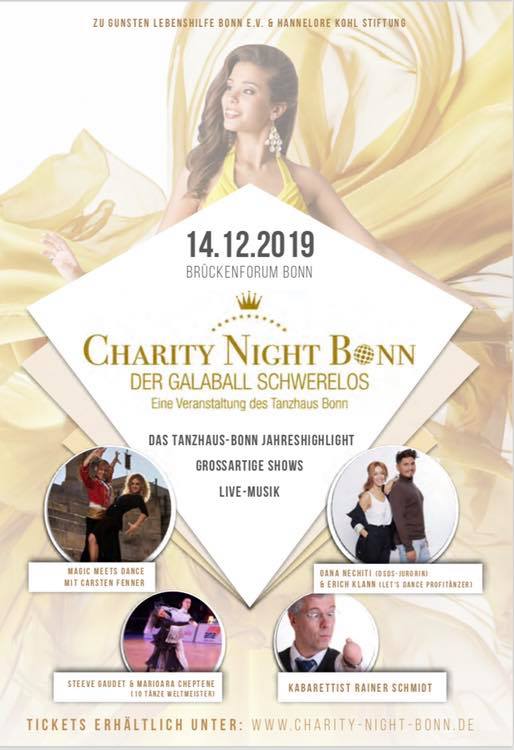 ZU GUNSTEN LEBENSHILFE BONN E.V. & HANNELORE KOHL STIFTUNG
14.12.2019
BRÜCKENFORUM BONN
CHARITY NIGHT BONN
DER GALABALL SCHWERELOS
Eine Veranstaltung des Tanzhaus Bonn
DAS TANZHAUS-BONN JAHRESHIGHLIGHT
GROSSARTIGE SHOWS
LIVE-MUSIK
MAGIC MEETS DANCE
MIT CARSTEN FENNER
OANA NECHITI (DSDS-JURORIN)
& ERICH KLANN (LET'S DANCE PROFITÄNZER)
STEEVE GAUDET & MARIOARA CHEPTENE
(10 TÄNZE WELTMEISTER)
KABARETTIST RAINER SCHMIDT
TICKETS ERHÄLTLICH UNTER: WWW.CHARITY-NIGHT-BONN.DE